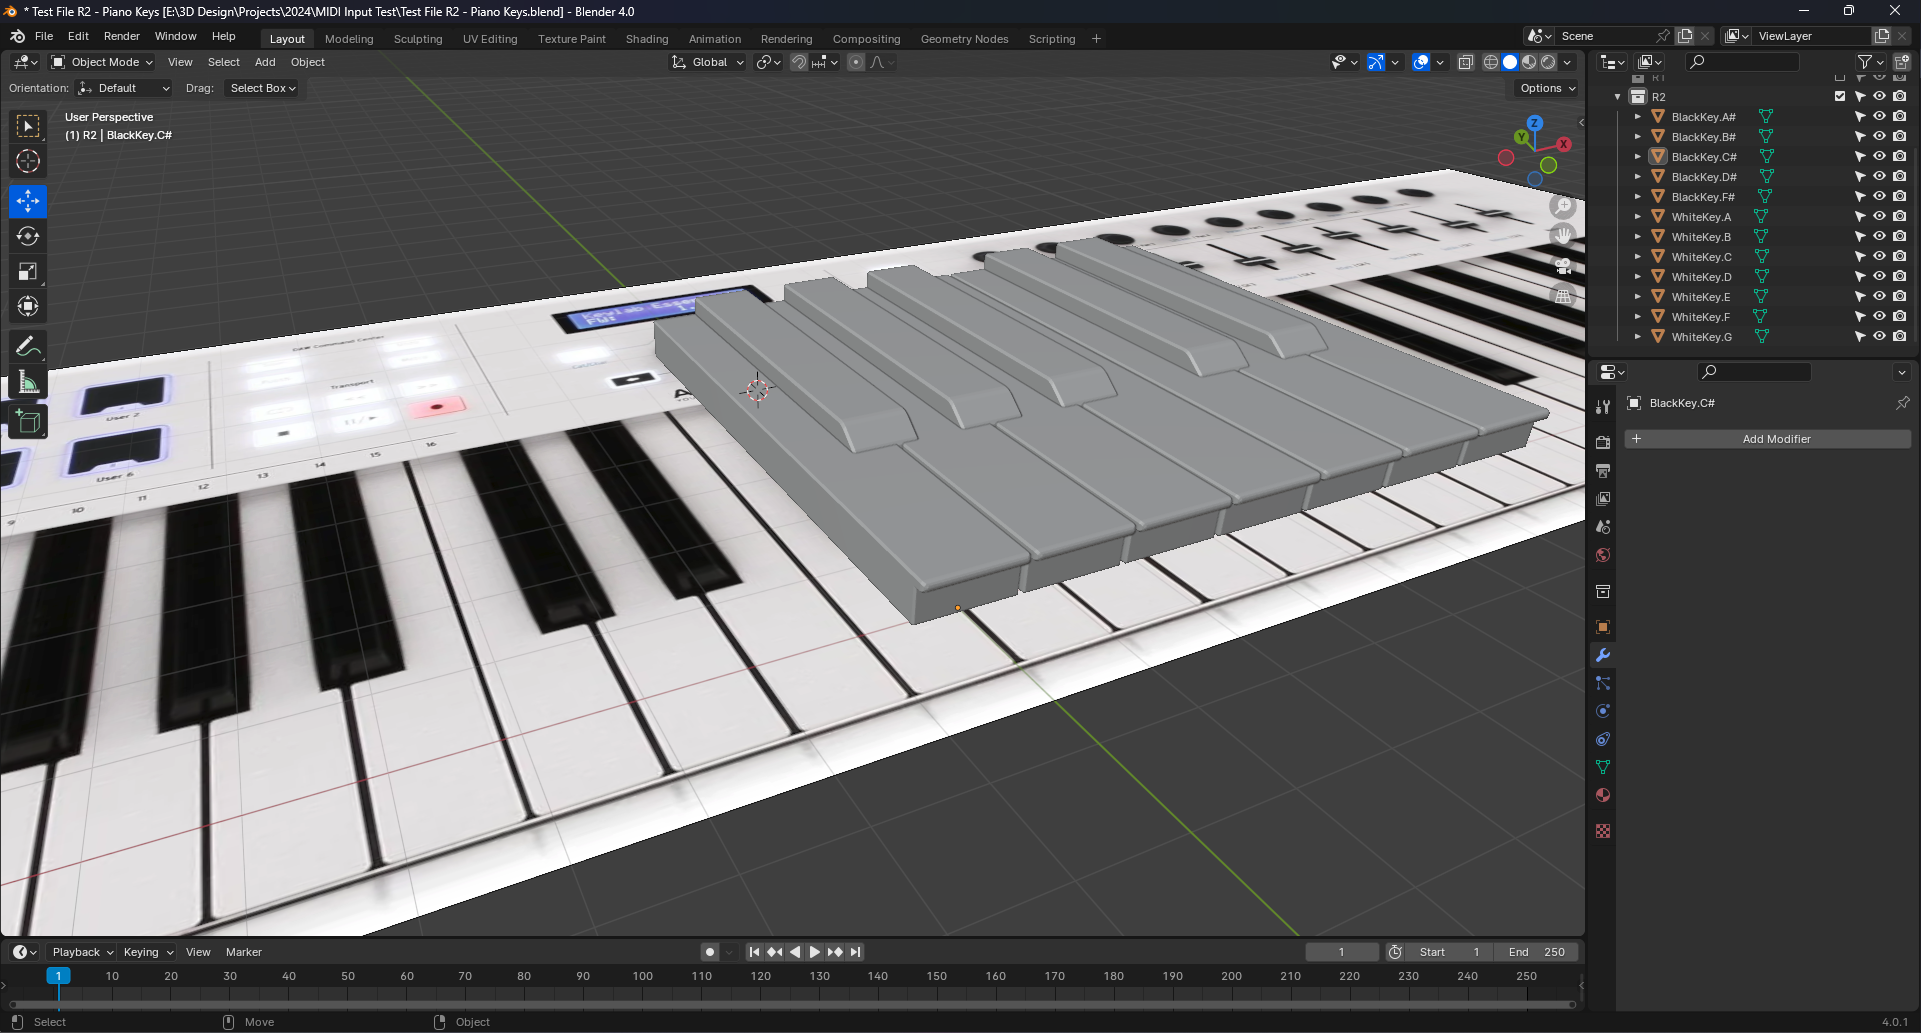 * Test File R2 - Piano Keys [E:\3D Design\Projects\2024\MIDI Input Test\Test File R2 - Piano Keys.blend] - Blender 4.0
File Edit Render Window Help
Layout Modeling Sculpting UV Editing Texture Paint Shading Animation Rendering Compositing Geometry Nodes Scripting +
Scene
ViewLayer
Object Mode View Select Add Object
Global
Orientation: Default Drag: Select Box
Options
User Perspective
(1) R2 | BlackKey.C#
Z
Y
X
R1
R2
BlackKey.A#
BlackKey.B#
BlackKey.C#
BlackKey.D#
BlackKey.F#
WhiteKey.A
WhiteKey.B
WhiteKey.C
WhiteKey.D
WhiteKey.E
WhiteKey.F
WhiteKey.G
BlackKey.C#
+ Add Modifier
DAW Command Center
Transport
User 2
User 6
9 10 11 12 13 14 15 16
Playback Keying View Marker
1
Start 1
End 250
1 10 20 30 40 50 60 70 80 90 100 110 120 130 140 150 160 170 180 190 200 210 220 230 240 250
Select
Move
Object
4.0.1